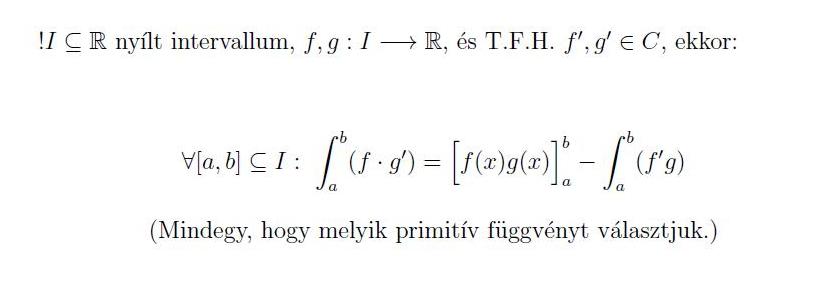 !I ⊆ ℝ nyílt intervallum, f, g : I ⟶ ℝ, és T.F.H. f′, g′ ∈ C, ekkor:
∀[a, b] ⊆ I : ∫_a^b (f · g′) = [f(x)g(x)]_a^b − ∫_a^b (f′g)
(Mindegy, hogy melyik primitív függvényt választjuk.)